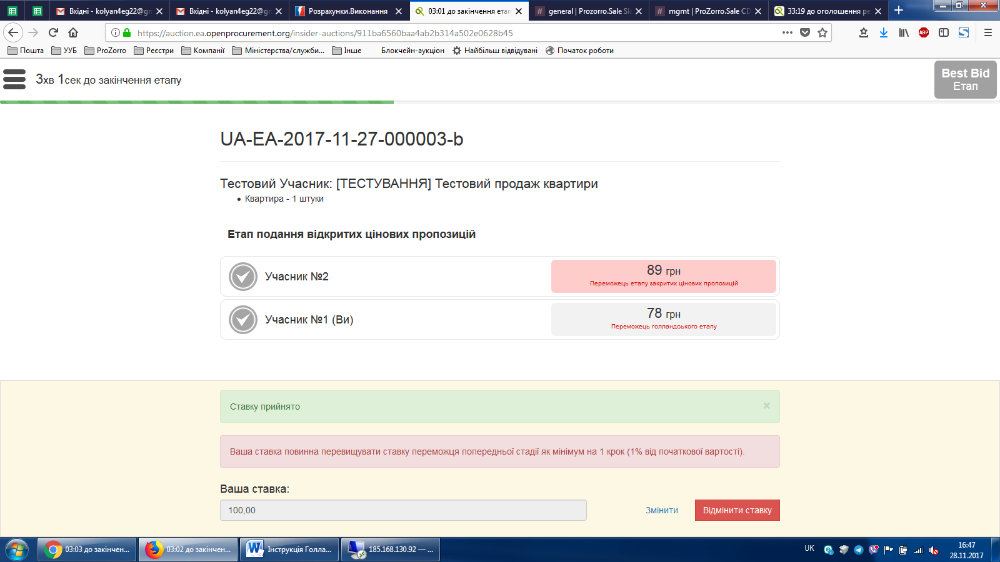 Вхідні - kolyan4eg22@gm
Вхідні - kolyan4eg22@gm
Розрахунки.Виконання
03:01 до закінчення етап
general | Prozorro.Sale Sl
mgmt | ProZorro.Sale CD
33:19 до оголошення ре
https://auction.ea.openprocurement.org/insider-auctions/911ba6560baa4ab2b314a502e0628b45
ABP
Пошта
УУБ
ProZorro
Реєстри
Компанії
Міністерства/служби...
Інше
Блокчейн-аукціон
Найбільш відвідувані
Початок роботи
3хв 1сек до закінчення етапу
Best Bid
Етап
UA-EA-2017-11-27-000003-b
Тестовий Учасник: [ТЕСТУВАННЯ] Тестовий продаж квартири
Квартира - 1 штуки
Етап подання відкритих цінових пропозицій
Учасник №2
89 грн
Переможець етапу закритих цінових пропозицій
Учасник №1 (Ви)
78 грн
Переможець голландського етапу
Ставку прийнято
×
Ваша ставка повинна перевищувати ставку переможця попередньої стадії як мінімум на 1 крок (1% від початкової вартості).
Ваша ставка:
100,00
Змінити
Відмінити ставку
03:03 до закінчен...
03:02 до закінчен...
Інструкція Голла...
185.168.130.92 — ...
UK
16:47
28.11.2017